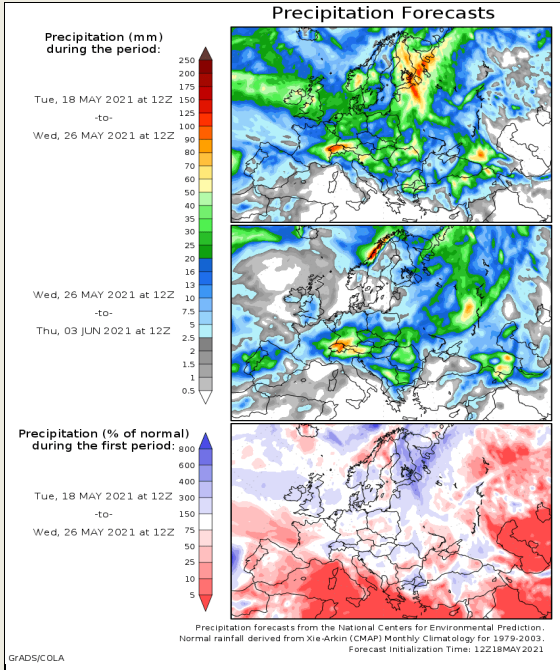 Precipitation Forecasts
Precipitation (mm)
during the period:
Tue, 18 MAY 2021 at 12Z
-to-
Wed, 26 MAY 2021 at 12Z
250
200
175
150
125
100
90
80
70
60
50
40
35
30
25
20
16
13
10
7.5
5
2.5
2
1.5
1
0.5
Wed, 26 MAY 2021 at 12Z
-to-
Thu, 03 JUN 2021 at 12Z
Precipitation (% of normal)
during the first period:
Tue, 18 MAY 2021 at 12Z
-to-
Wed, 26 MAY 2021 at 12Z
800
600
400
300
150
75
50
25
10
5
Precipitation forecasts from the National Centers for Environmental Prediction.
Normal rainfall derived from Xie-Arkin (CMAP) Monthly Climatology for 1979-2003.
Forecast Initialization Time: 12Z18MAY2021
GrADS/COLA